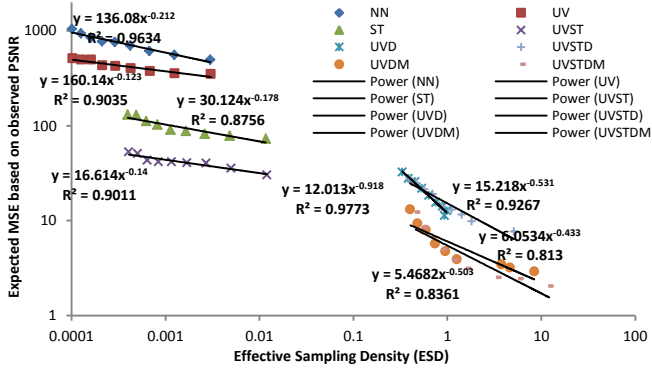 NN
UV
ST
UVST
UVD
UVSTD
UVDM
UVSTDM
Power (NN)
Power (UV)
Power (ST)
Power (UVST)
Power (UVD)
Power (UVSTD)
Power (UVDM)
Power (UVSTDM)
y = 136.08x^-0.212
R² = 0.9634
y = 160.14x^-0.123
R² = 0.9035
y = 30.124x^-0.178
R² = 0.8756
y = 16.614x^-0.14
R² = 0.9011
y = 12.013x^-0.918
R² = 0.9773
y = 15.218x^-0.531
R² = 0.9267
y = 6.0534x^-0.433
R² = 0.813
y = 5.4682x^-0.503
R² = 0.8361
Expected MSE based on observed PSNR
1000
100
10
1
0.0001
0.001
0.01
0.1
1
10
100
Effective Sampling Density (ESD)